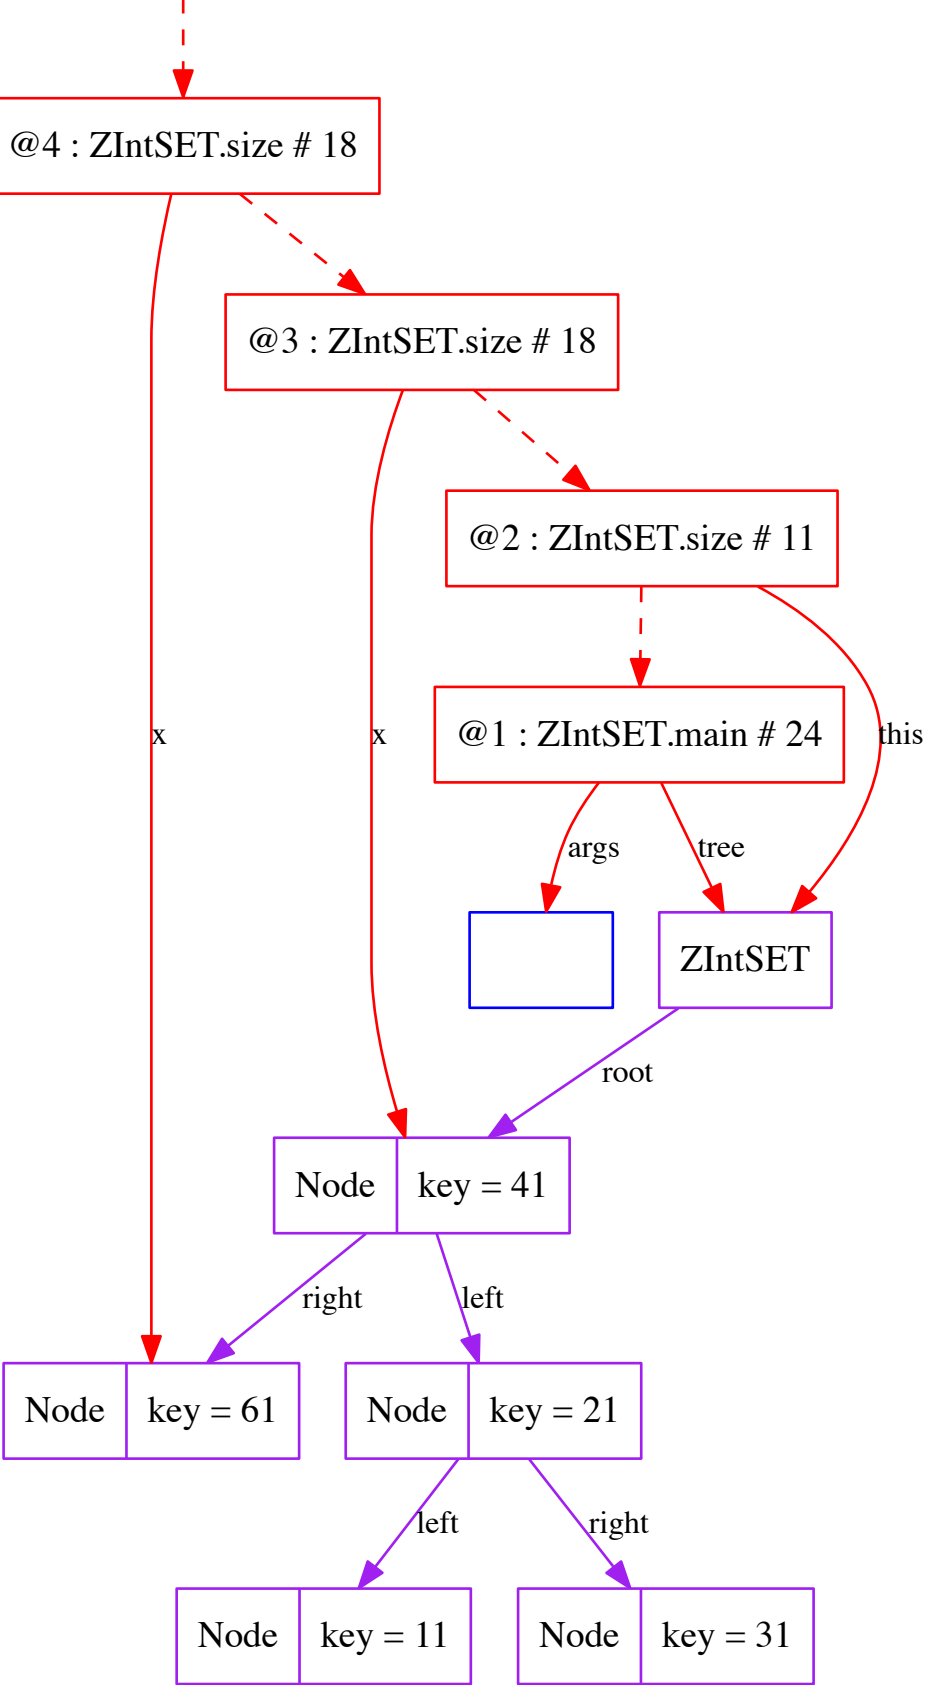 @4 : ZIntSET.size # 18
@3 : ZIntSET.size # 18
@2 : ZIntSET.size # 11
@1 : ZIntSET.main # 24
x
x
this
args
tree
ZIntSET
root
Node key = 41
right
left
Node key = 61
Node key = 21
left
right
Node key = 11
Node key = 31